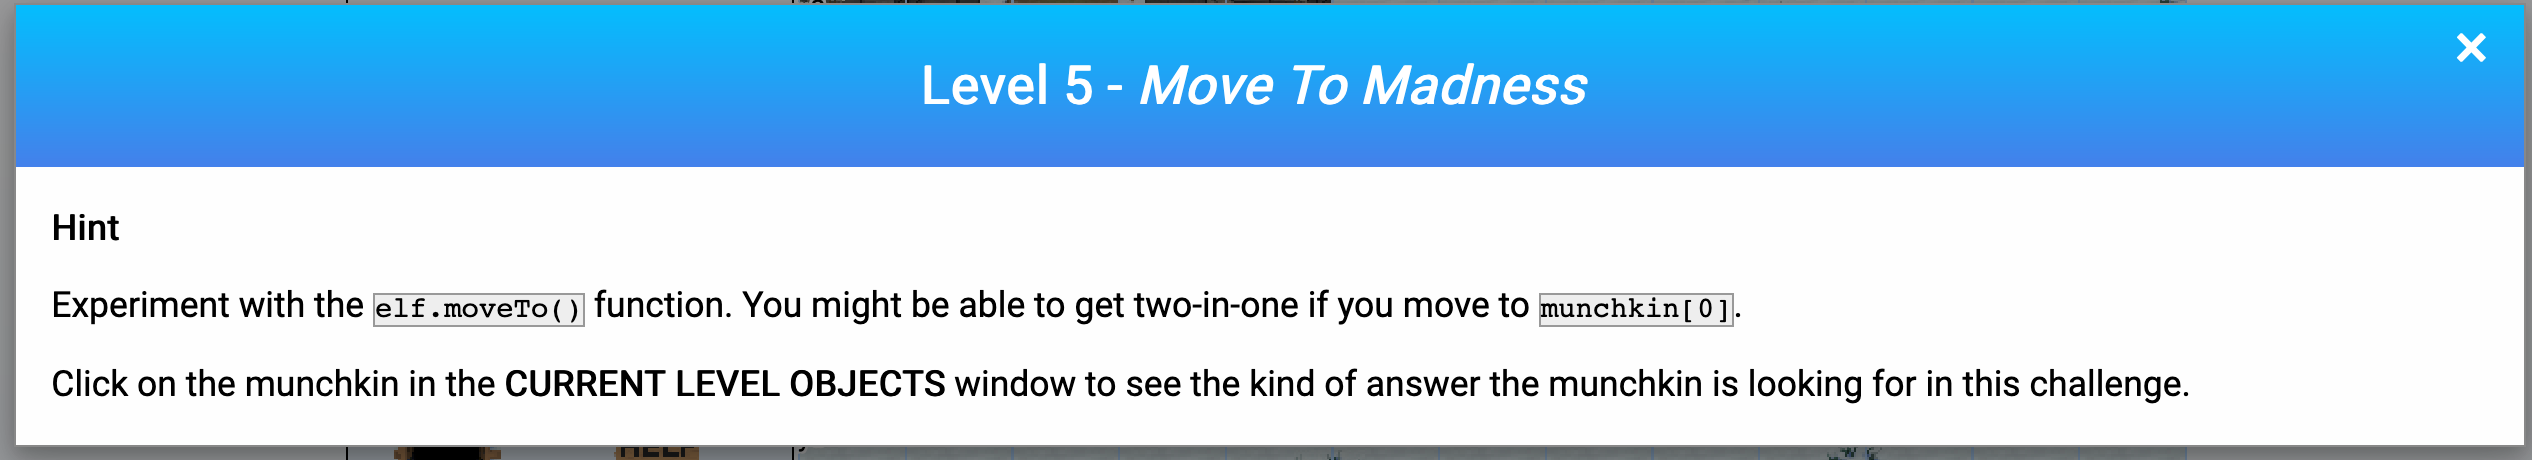 Level 5 - Move To Madness
Hint
Experiment with the elf.moveTo() function. You might be able to get two-in-one if you move to munchkin[0].
Click on the munchkin in the CURRENT LEVEL OBJECTS window to see the kind of answer the munchkin is looking for in this challenge.
HELP